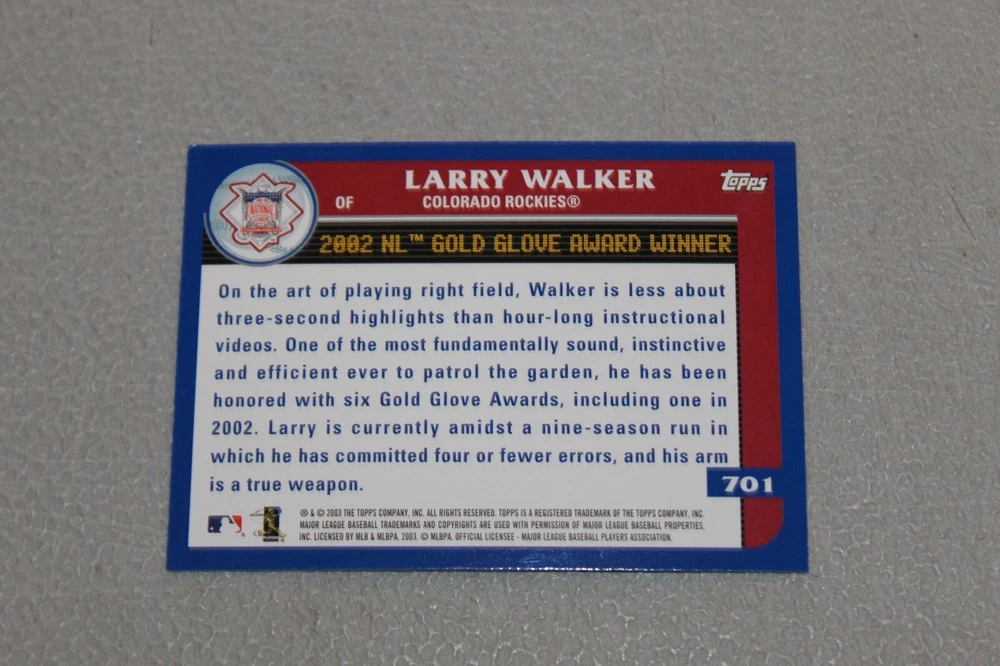 LARRY WALKER
topps
OF
COLORADO ROCKIES®
NATIONAL
2002 NL™ GOLD GLOVE AWARD WINNER
On the art of playing right field, Walker is less about
three-second highlights than hour-long instructional
videos. One of the most fundamentally sound, instinctive
and efficient ever to patrol the garden, he has been
honored with six Gold Glove Awards, including one in
2002. Larry is currently amidst a nine-season run in
which he has committed four or fewer errors, and his arm
is a true weapon.
701
® & © 2003 THE TOPPS COMPANY, INC. ALL RIGHTS RESERVED. TOPPS IS A REGISTERED TRADEMARK OF THE TOPPS COMPANY, INC.
MAJOR LEAGUE BASEBALL TRADEMARKS AND COPYRIGHTS ARE USED WITH PERMISSION OF MAJOR LEAGUE BASEBALL PROPERTIES,
INC. LICENSED BY MLB & MLBPA, 2003. © MLBPA. OFFICIAL LICENSEE - MAJOR LEAGUE BASEBALL PLAYERS ASSOCIATION.